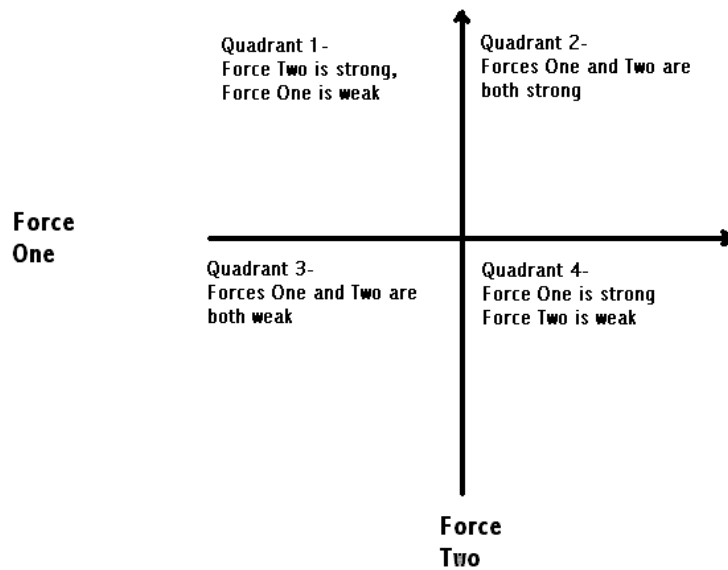 Quadrant 1-
Force Two is strong,
Force One is weak
Quadrant 2-
Forces One and Two are
both strong
Force
One
Quadrant 3-
Forces One and Two are
both weak
Quadrant 4-
Force One is strong
Force Two is weak
Force
Two